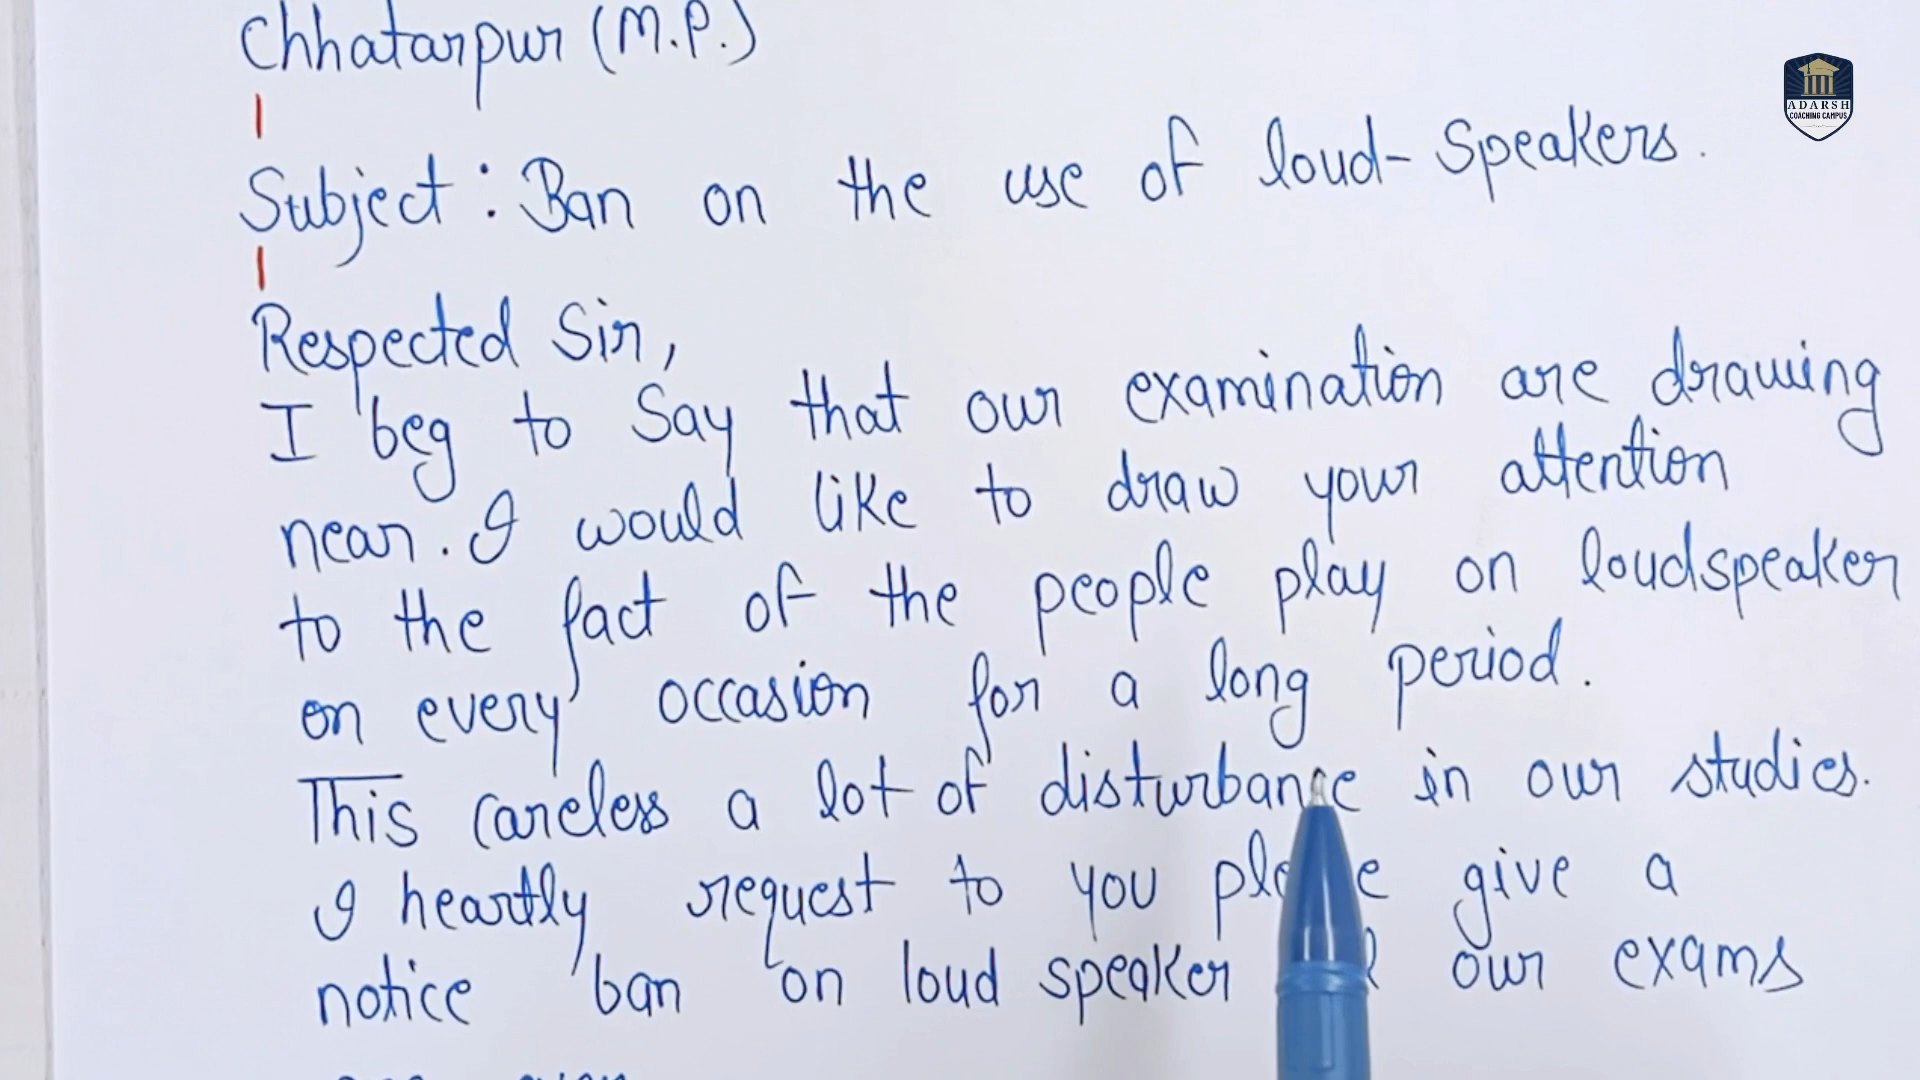 Chhatarpur (M.P.)
ADARSH
COACHING CAMPUS
Subject : Ban on the use of loud-Speakers.
Respected Sir,
I beg to Say that our examination are drawing
near. I would like to draw your attention
to the fact of the people play on loudspeaker
on every occasion for a long period.
This careless a lot of disturbance in our studies.
I heartly request to you give a
notice ban on loud speaker our exams